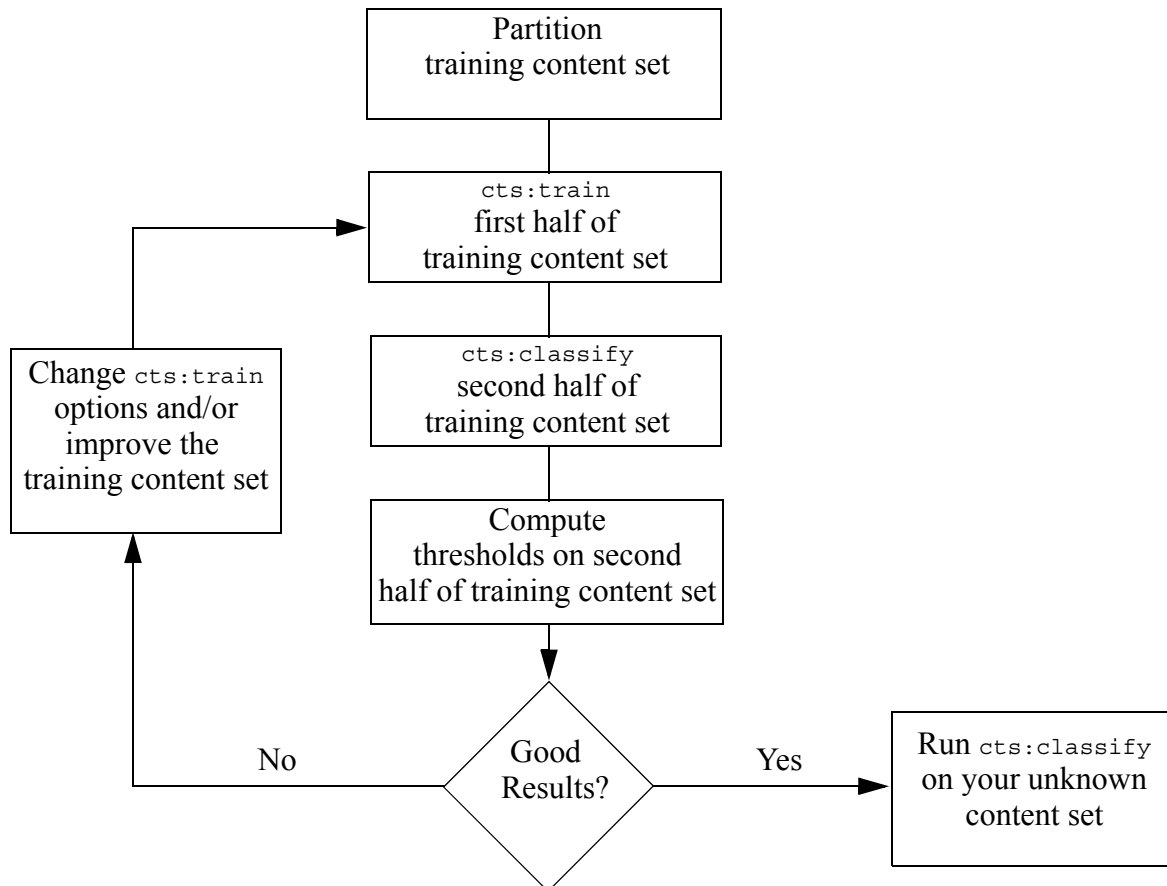 Partition
training content set
cts:train
first half of
training content set
cts:classify
second half of
training content set
Change cts:train
options and/or
improve the
training content set
Compute
thresholds on second
half of training content set
Good
Results?
No
Yes
Run cts:classify
on your unknown
content set